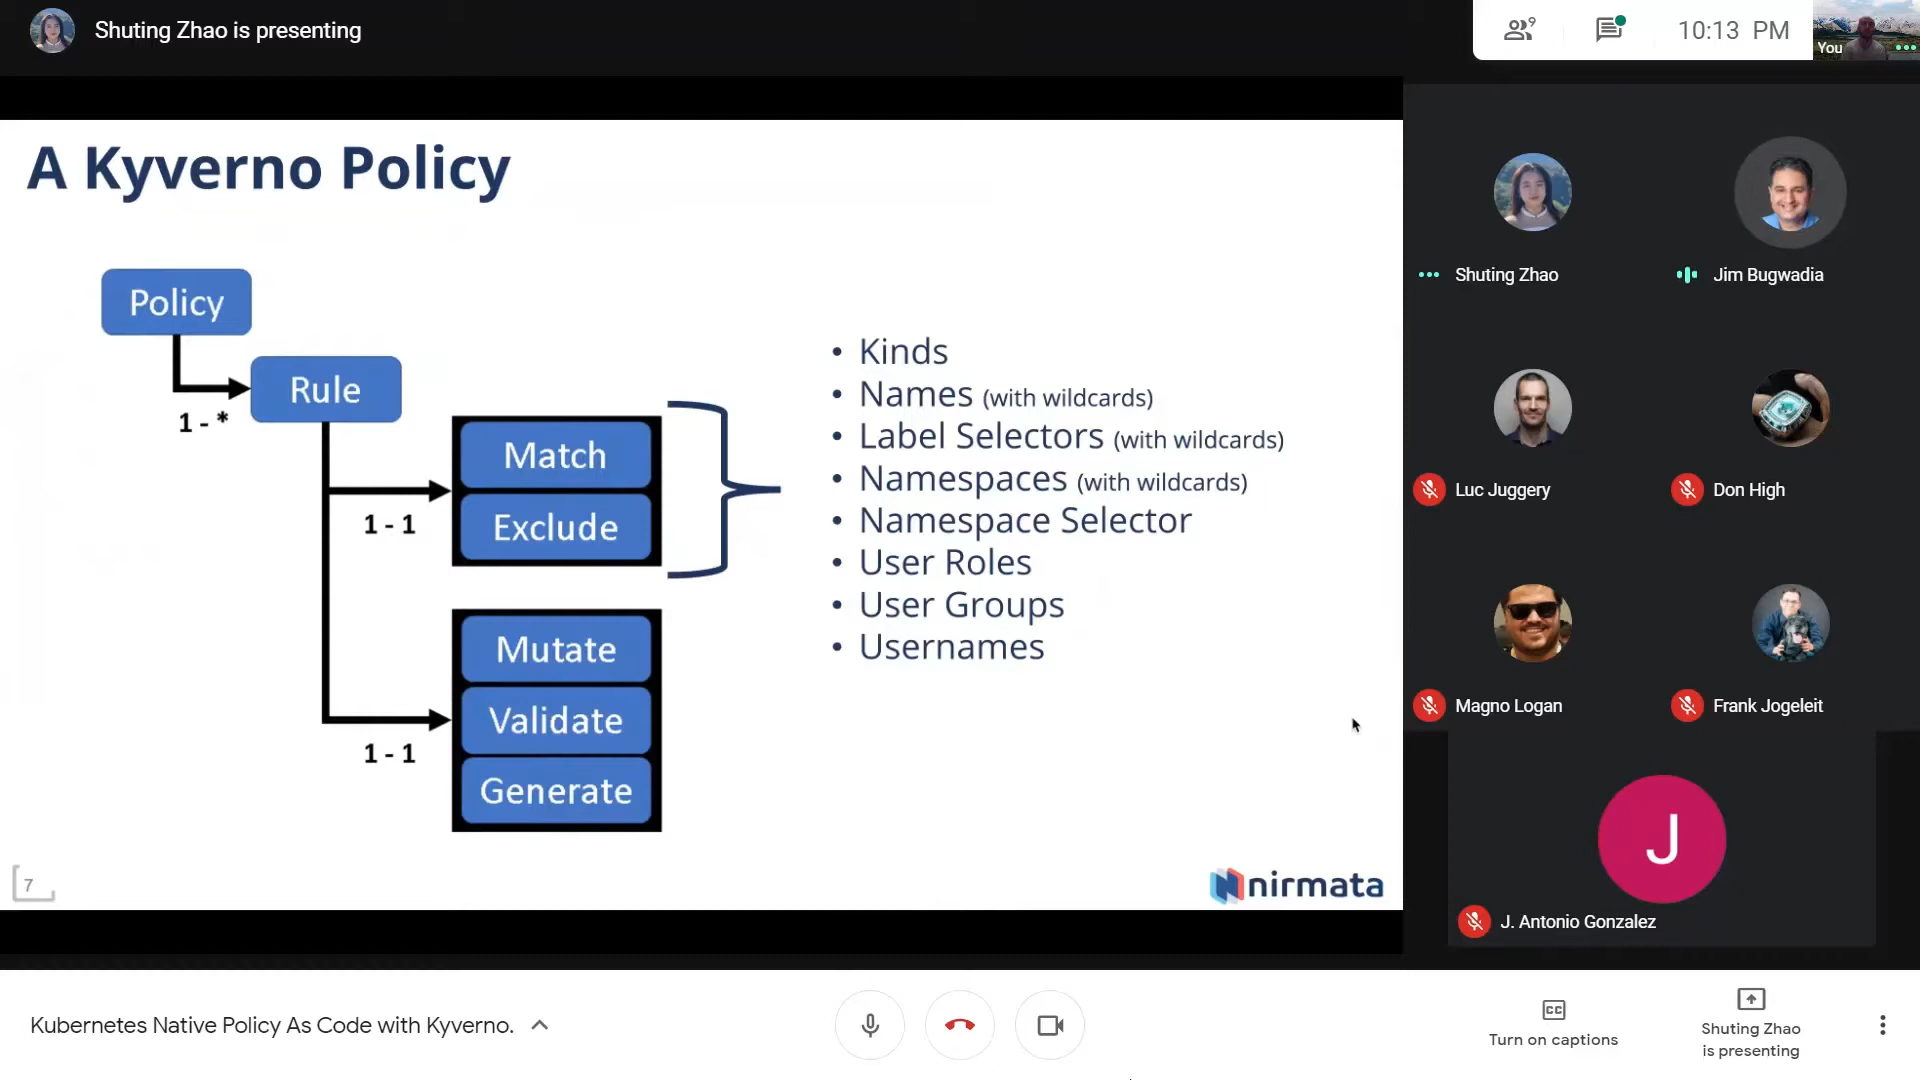 Shuting Zhao is presenting
9
10:13 PM
You
A Kyverno Policy
Policy
1 - *
Rule
1 - 1
Match
Exclude
1 - 1
Mutate
Validate
Generate
• Kinds
• Names (with wildcards)
• Label Selectors (with wildcards)
• Namespaces (with wildcards)
• Namespace Selector
• User Roles
• User Groups
• Usernames
7
nirmata
Shuting Zhao
Jim Bugwadia
Luc Juggery
Don High
Magno Logan
Frank Jogeleit
J
J. Antonio Gonzalez
Kubernetes Native Policy As Code with Kyverno.
CC
Turn on captions
Shuting Zhao
is presenting